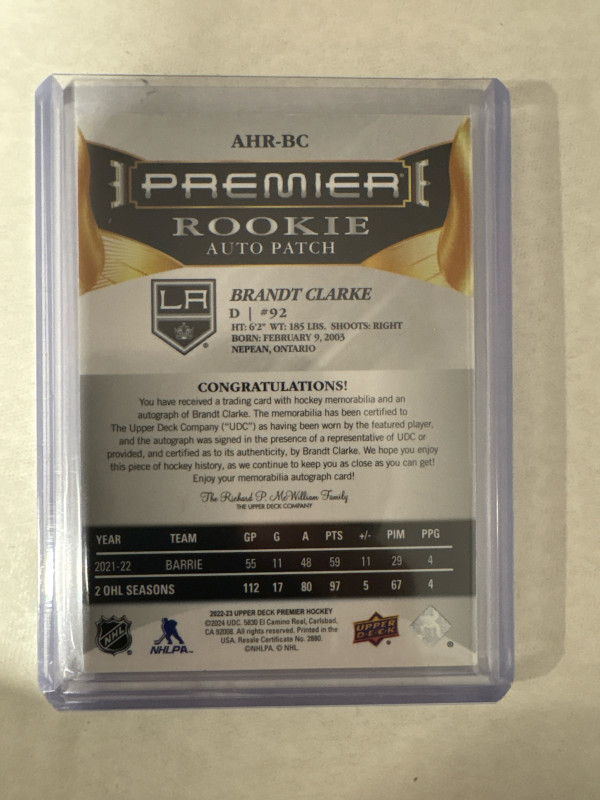 AHR-BC
PREMIER
ROOKIE
AUTO PATCH
LA
BRANDT CLARKE
D | #92
HT: 6'2" WT: 185 LBS. SHOOTS: RIGHT
BORN: FEBRUARY 9, 2003
NEPEAN, ONTARIO
CONGRATULATIONS!
You have received a trading card with hockey memorabilia and an
autograph of Brandt Clarke. The memorabilia has been certified to
The Upper Deck Company ("UDC") as having been worn by the featured player,
and the autograph was signed in the presence of a representative of UDC or
provided, and certified as to its authenticity, by Brandt Clarke. We hope you enjoy
this piece of hockey history, as we continue to keep you as close as you can get!
Enjoy your memorabilia autograph card!
The Richard P. McWilliam Family
THE UPPER DECK COMPANY
YEAR TEAM GP G A PTS +/- PIM PPG
2021-22 BARRIE 55 11 48 59 11 29 4
2 OHL SEASONS 112 17 80 97 5 67 4
2022-23 UPPER DECK PREMIER HOCKEY
©2024 UDC. 5830 El Camino Real, Carlsbad,
CA 92008. All rights reserved. Printed in the
USA. Resale Certificate No. 2880.
©NHLPA. © NHL
NHL
NHLPA
UPPER
DECK